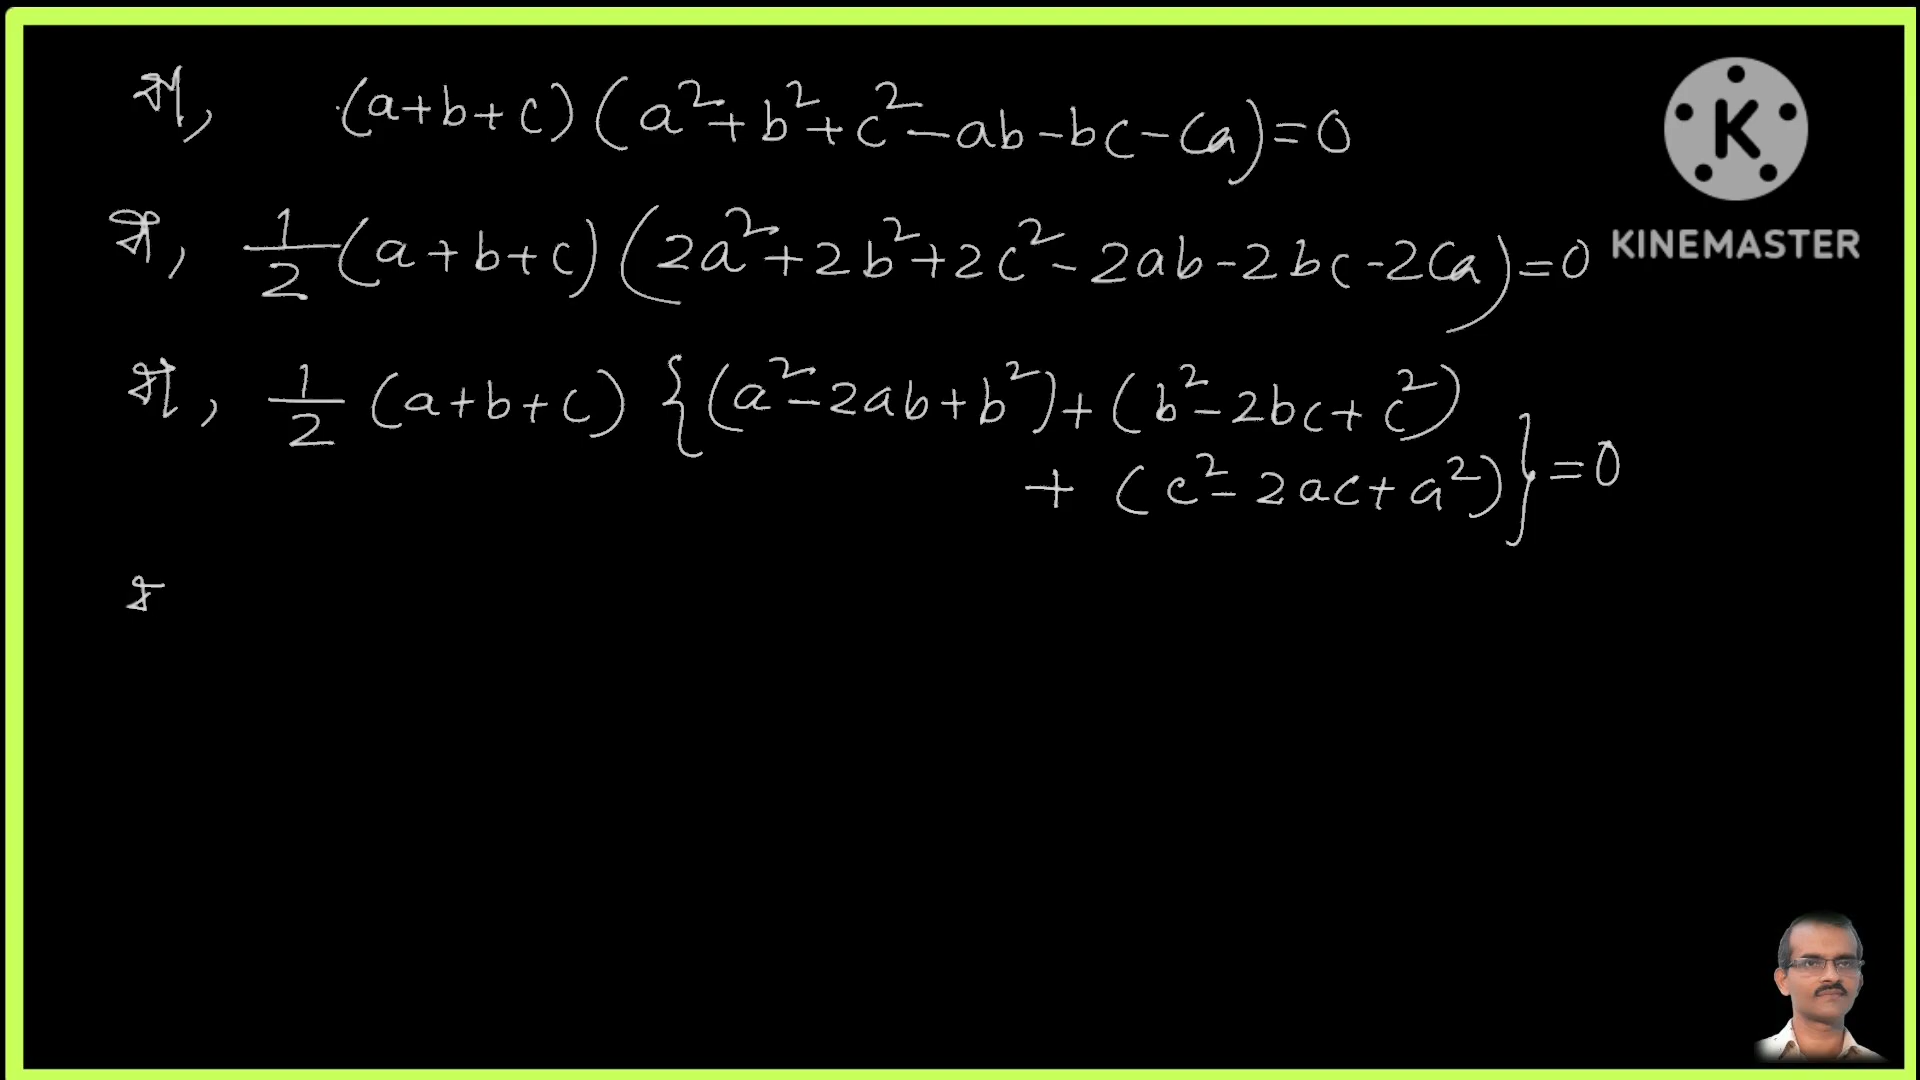 বা, (a+b+c)(a²+b²+c²-ab-bc-ca)=0
বা, 1/2 (a+b+c)(2a²+2b²+2c²-2ab-2bc-2ca)=0
বা, 1/2 (a+b+c) {(a²-2ab+b²)+(b²-2bc+c²)
+ (c²-2ac+a²)}=0
KINEMASTER